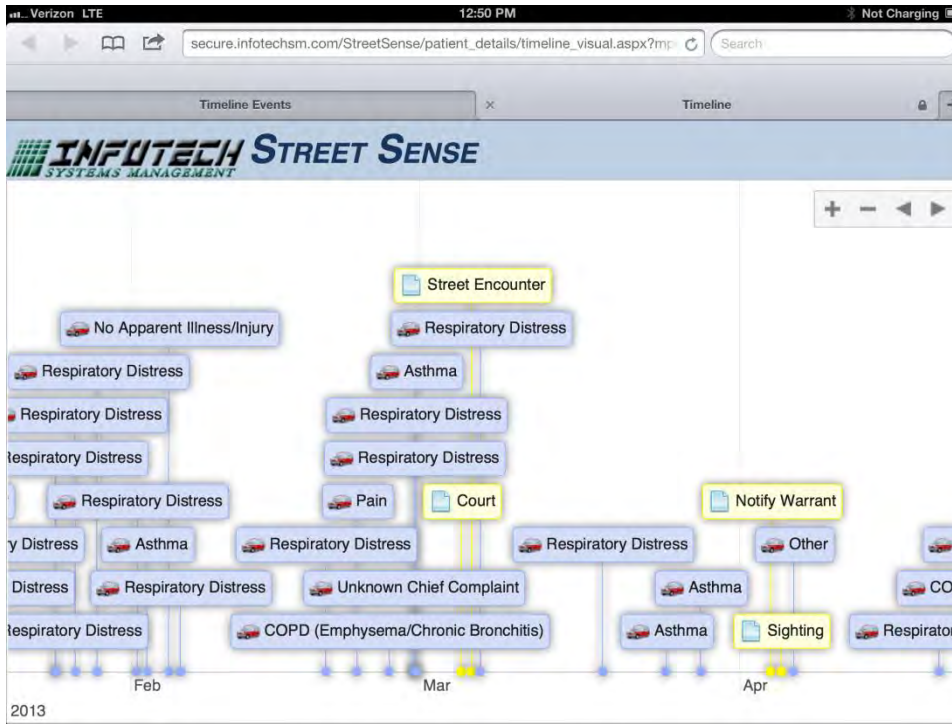 Verizon LTE 12:50 PM Not Charging
secure.infotechsm.com/StreetSense/patient_details/timeline_visual.aspx?mp Search
Timeline Events × Timeline
INFOTECH STREET SENSE
SYSTEMS MANAGEMENT
+ −
Street Encounter
No Apparent Illness/Injury Respiratory Distress
Respiratory Distress Asthma
Respiratory Distress Respiratory Distress
Respiratory Distress Respiratory Distress
Respiratory Distress Pain Court Notify Warrant
y Distress Asthma Respiratory Distress Respiratory Distress Other
Distress Respiratory Distress Unknown Chief Complaint Asthma CO
Respiratory Distress COPD (Emphysema/Chronic Bronchitis) Asthma Sighting Respirato
Feb Mar Apr
2013